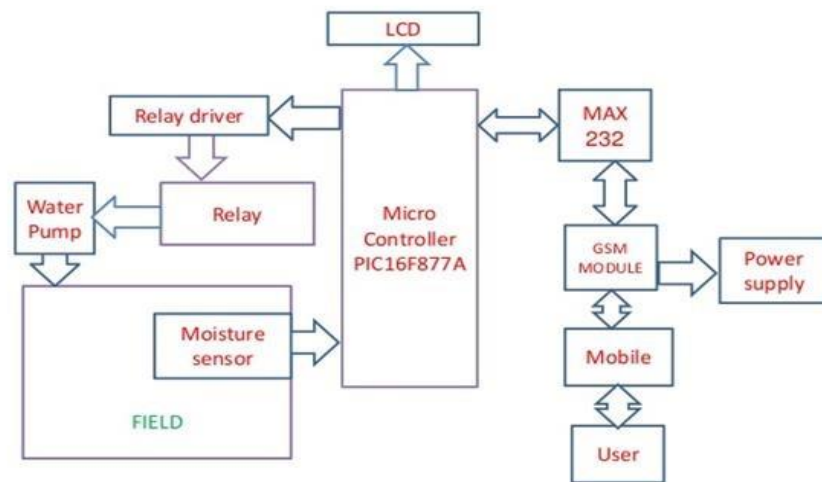 LCD
Relay driver
MAX
232
Water
Pump
Relay
Micro
Controller
PIC16F877A
GSM
MODULE
Power
supply
Moisture
sensor
Mobile
FIELD
User